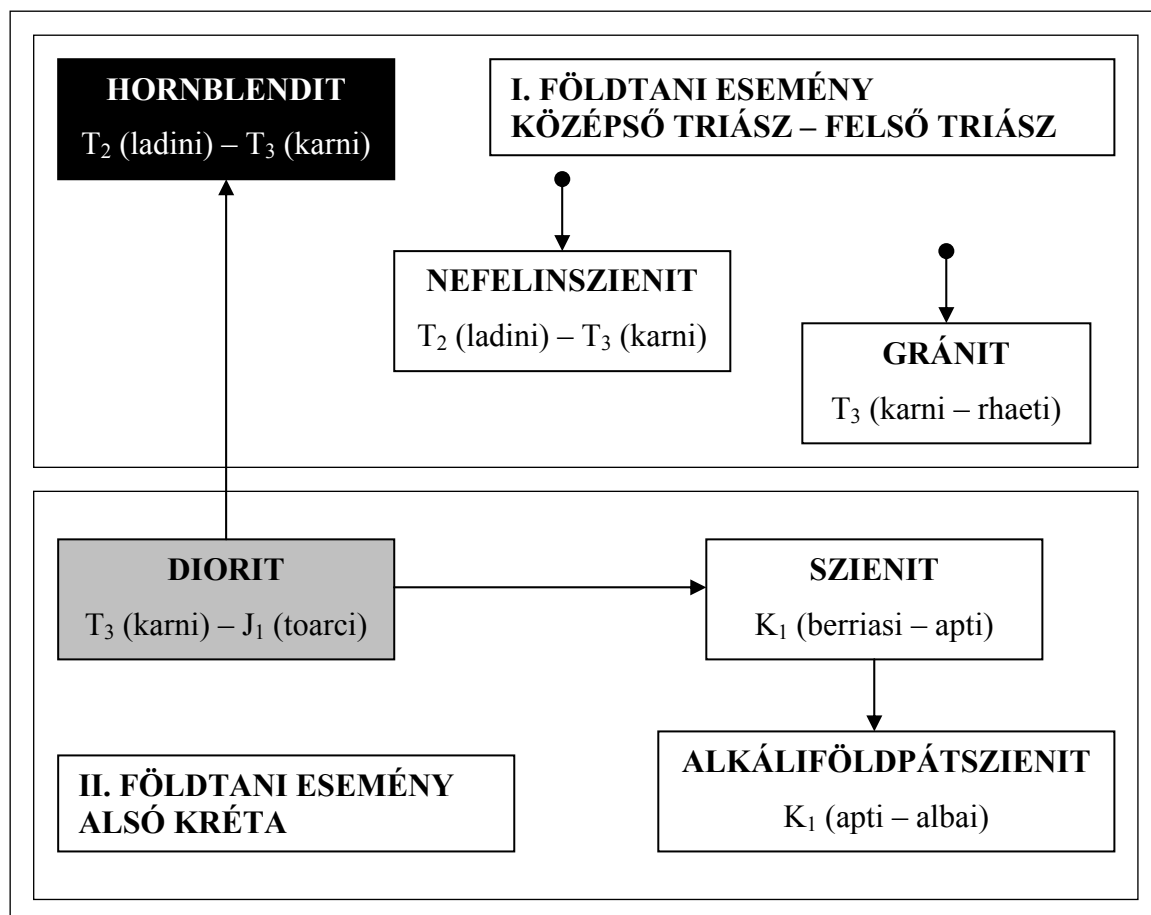 HORNBLENDIT
T₂ (ladini) – T₃ (karni)
I. FÖLDTANI ESEMÉNY
KÖZÉPSŐ TRIÁSZ – FELSŐ TRIÁSZ
NEFELINSZIENIT
T₂ (ladini) – T₃ (karni)
GRÁNIT
T₃ (karni – rhaeti)
DIORIT
T₃ (karni) – J₁ (toarci)
SZIENIT
K₁ (berriasi – apti)
II. FÖLDTANI ESEMÉNY
ALSÓ KRÉTA
ALKÁLIFÖLDPÁTSZIENIT
K₁ (apti – albai)